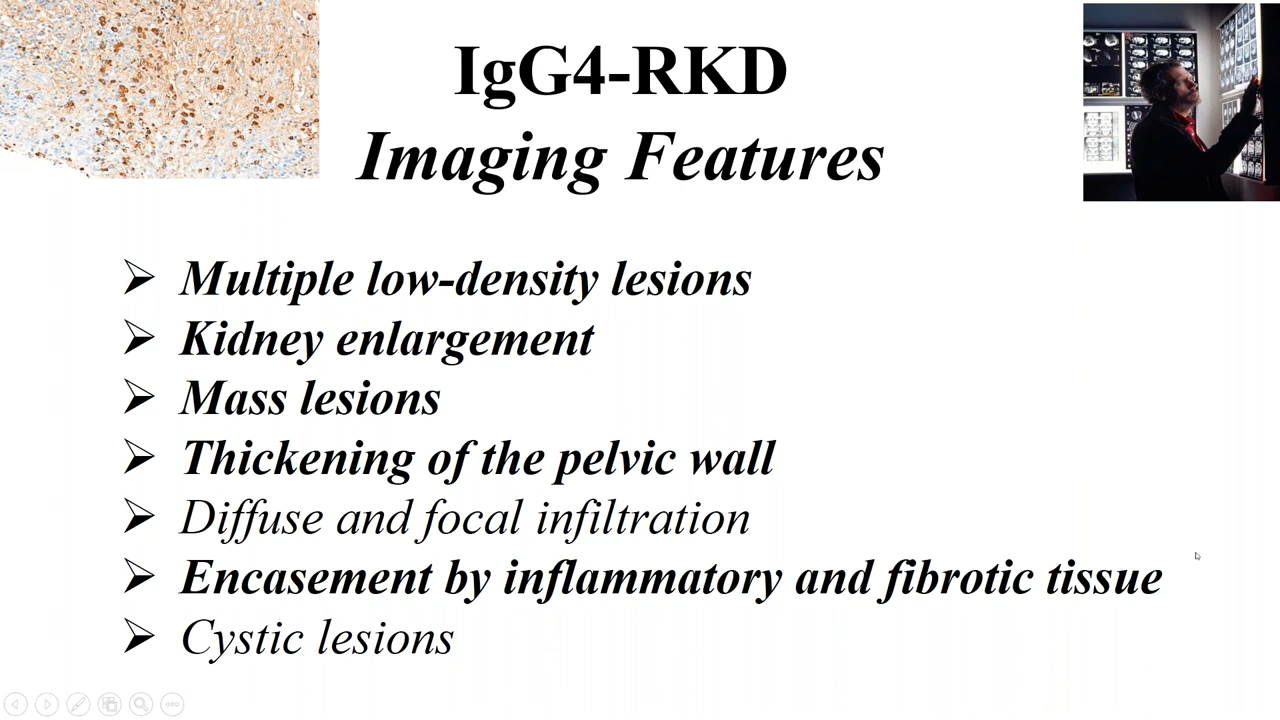 IgG4-RKD
Imaging Features
➢ Multiple low-density lesions
➢ Kidney enlargement
➢ Mass lesions
➢ Thickening of the pelvic wall
➢ Diffuse and focal infiltration
➢ Encasement by inflammatory and fibrotic tissue
➢ Cystic lesions